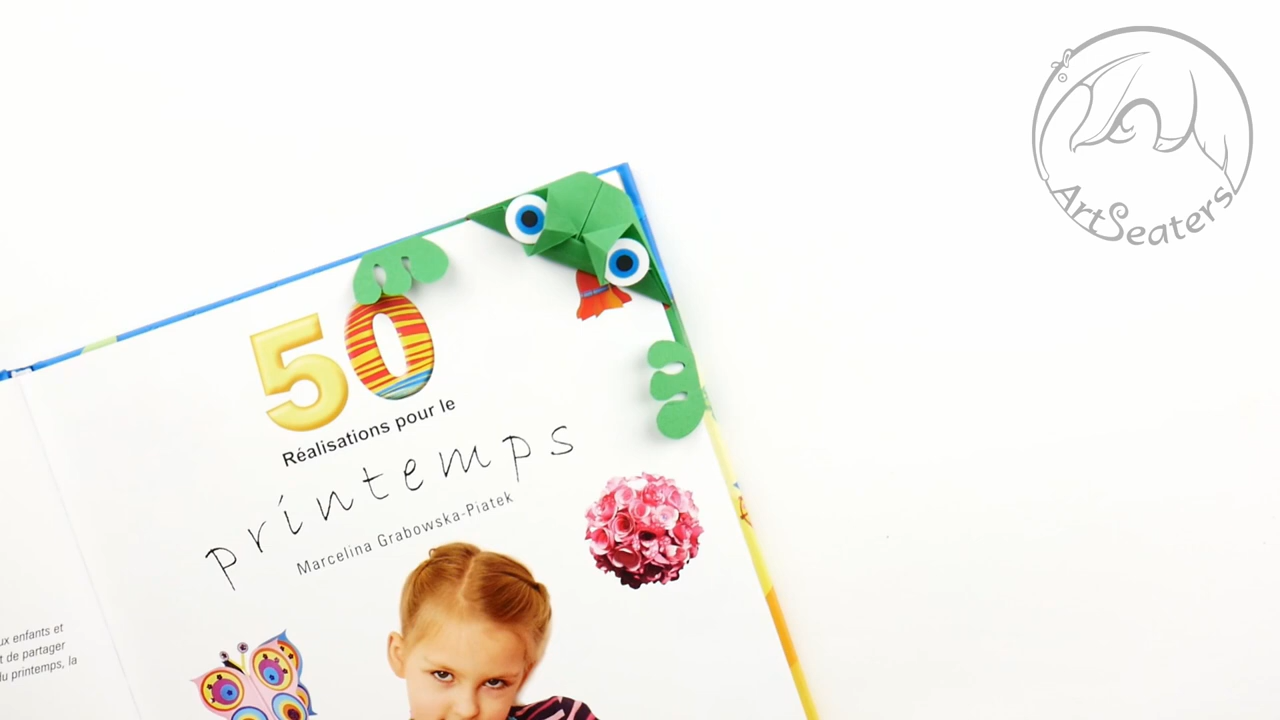 ArtSeaters
50
Réalisations pour le
printemps
Marcelina Grabowska-Piatek
ux enfants et
t de partager
du printemps, la